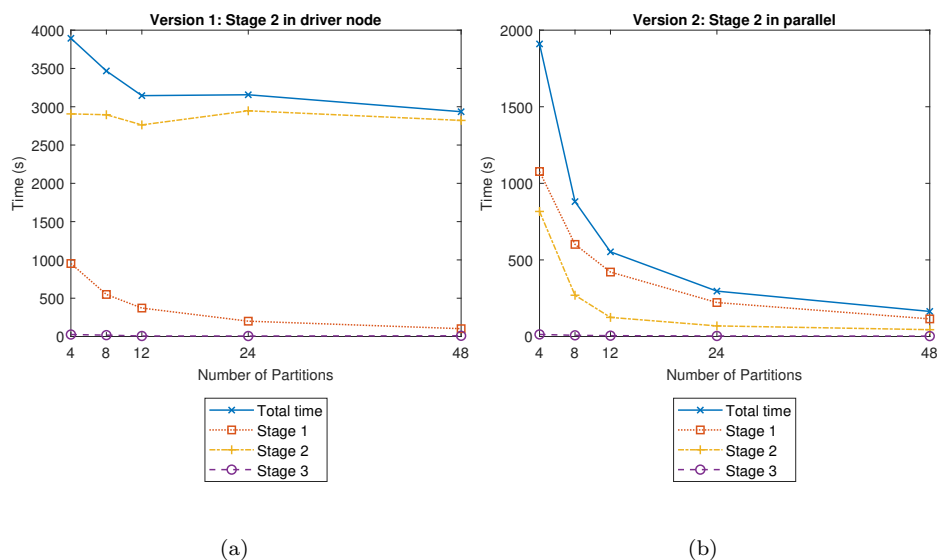 Version 1: Stage 2 in driver node
4000
3500
3000
2500
2000
1500
1000
500
0
Time (s)
4 8 12 24 48
Number of Partitions
Total time
Stage 1
Stage 2
Stage 3
(a)
Version 2: Stage 2 in parallel
2000
1500
1000
500
0
Time (s)
4 8 12 24 48
Number of Partitions
Total time
Stage 1
Stage 2
Stage 3
(b)